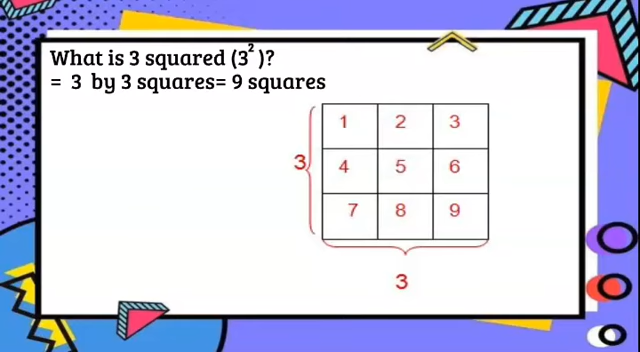 What is 3 squared (3²)?
= 3 by 3 squares= 9 squares
1 2 3
3
4 5 6
7 8 9
3